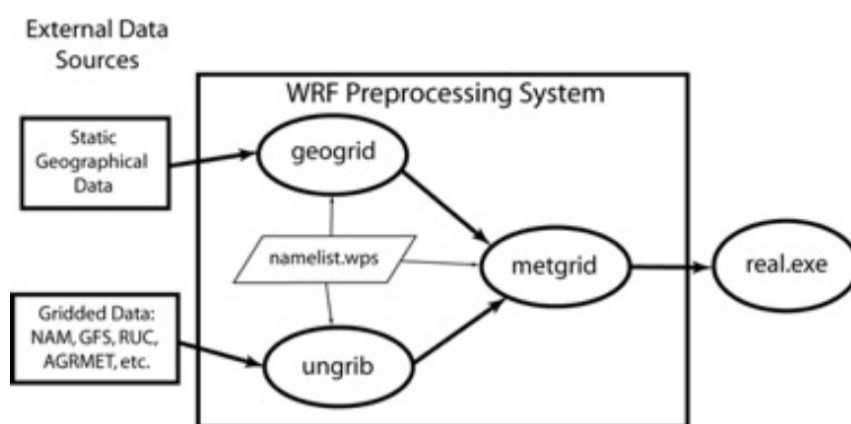 External Data
Sources
WRF Preprocessing System
Static
Geographical
Data
geogrid
namelist.wps
metgrid
real.exe
Gridded Data:
NAM, GFS, RUC,
AGRMET, etc.
ungrib